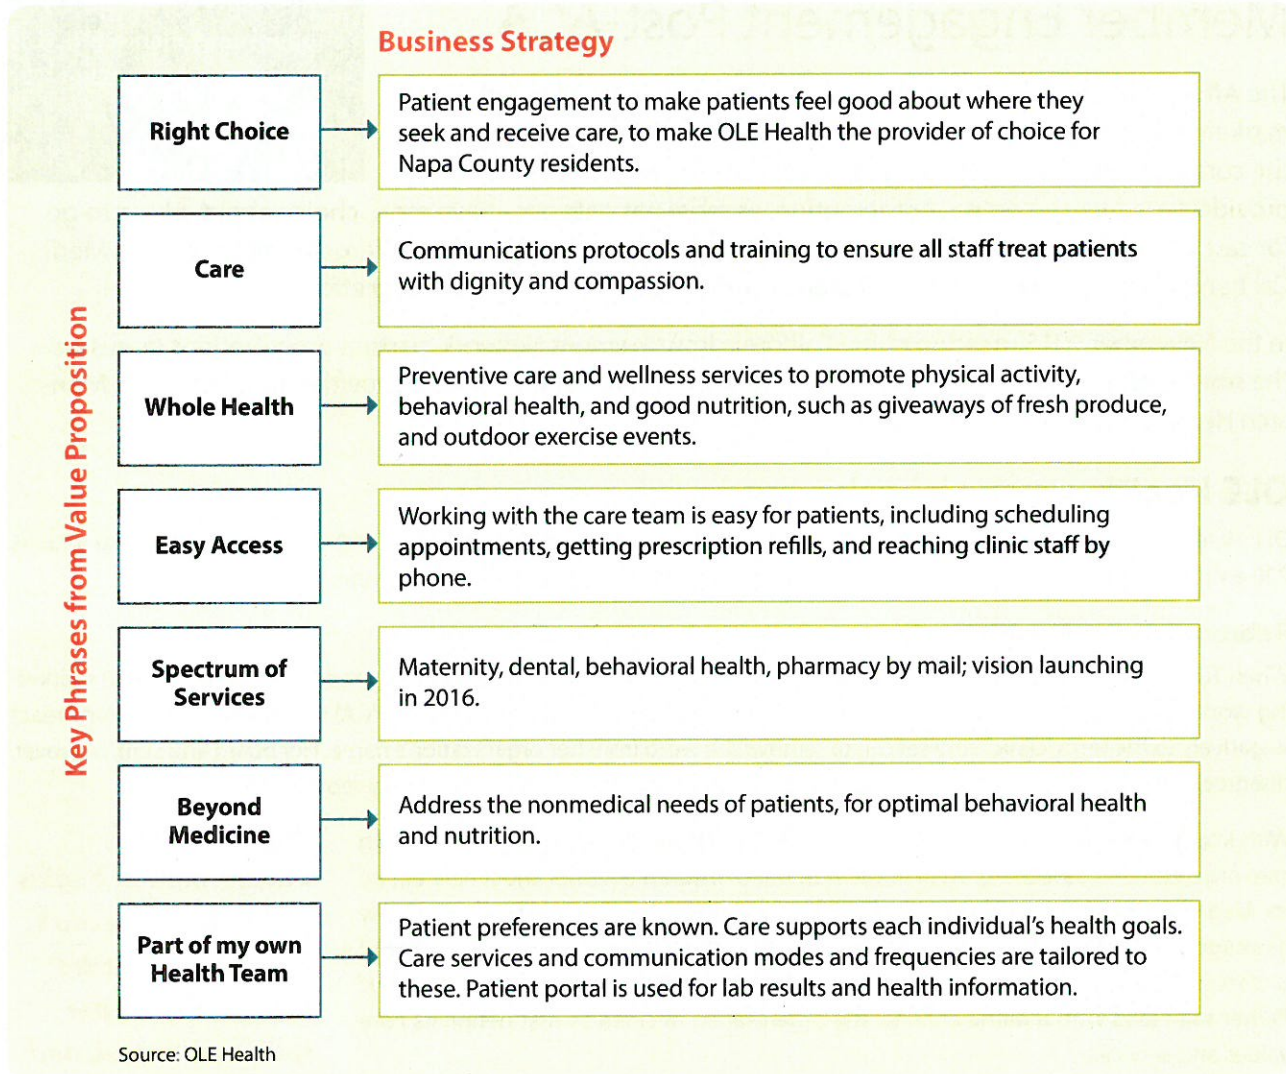 Business Strategy
Key Phrases from Value Proposition
Right Choice
Patient engagement to make patients feel good about where they
seek and receive care, to make OLE Health the provider of choice for
Napa County residents.
Care
Communications protocols and training to ensure all staff treat patients
with dignity and compassion.
Whole Health
Preventive care and wellness services to promote physical activity,
behavioral health, and good nutrition, such as giveaways of fresh produce,
and outdoor exercise events.
Easy Access
Working with the care team is easy for patients, including scheduling
appointments, getting prescription refills, and reaching clinic staff by
phone.
Spectrum of
Services
Maternity, dental, behavioral health, pharmacy by mail; vision launching
in 2016.
Beyond
Medicine
Address the nonmedical needs of patients, for optimal behavioral health
and nutrition.
Part of my own
Health Team
Patient preferences are known. Care supports each individual's health goals.
Care services and communication modes and frequencies are tailored to
these. Patient portal is used for lab results and health information.
Source: OLE Health